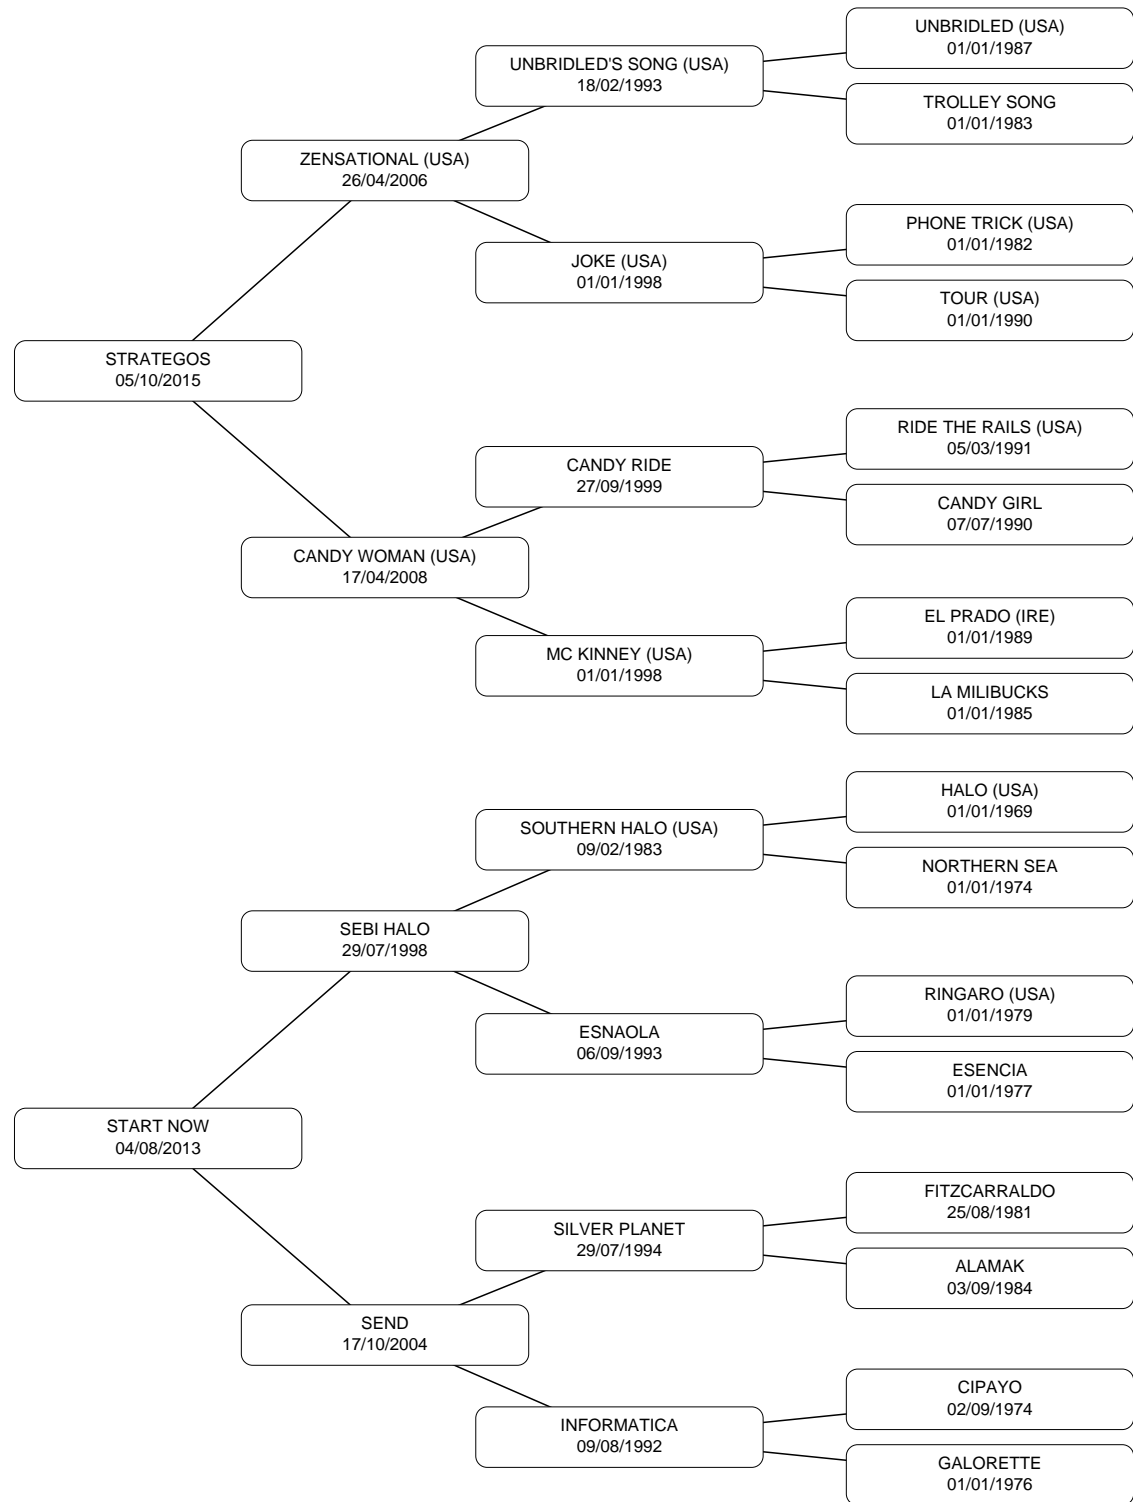 UNBRIDLED (USA)
01/01/1987
UNBRIDLED'S SONG (USA)
18/02/1993
TROLLEY SONG
01/01/1983
ZENSATIONAL (USA)
26/04/2006
PHONE TRICK (USA)
01/01/1982
JOKE (USA)
01/01/1998
TOUR (USA)
01/01/1990
STRATEGOS
05/10/2015
RIDE THE RAILS (USA)
05/03/1991
CANDY RIDE
27/09/1999
CANDY GIRL
07/07/1990
CANDY WOMAN (USA)
17/04/2008
EL PRADO (IRE)
01/01/1989
MC KINNEY (USA)
01/01/1998
LA MILIBUCKS
01/01/1985
HALO (USA)
01/01/1969
SOUTHERN HALO (USA)
09/02/1983
NORTHERN SEA
01/01/1974
SEBI HALO
29/07/1998
RINGARO (USA)
01/01/1979
ESNAOLA
06/09/1993
ESENCIA
01/01/1977
START NOW
04/08/2013
FITZCARRALDO
25/08/1981
SILVER PLANET
29/07/1994
ALAMAK
03/09/1984
SEND
17/10/2004
CIPAYO
02/09/1974
INFORMATICA
09/08/1992
GALORETTE
01/01/1976